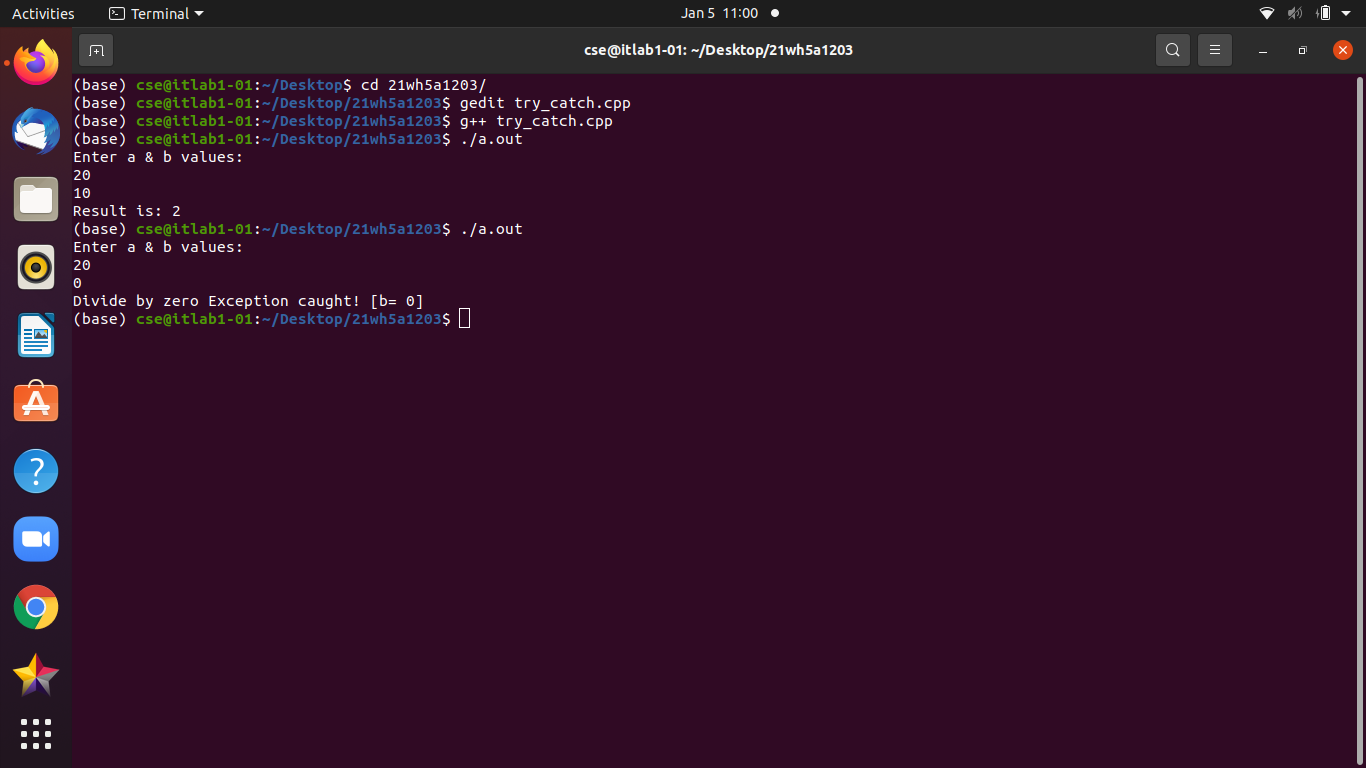 Activities Terminal Jan 5 11:00
cse@itlab1-01: ~/Desktop/21wh5a1203
(base) cse@itlab1-01:~/Desktop$ cd 21wh5a1203/
(base) cse@itlab1-01:~/Desktop/21wh5a1203$ gedit try_catch.cpp
(base) cse@itlab1-01:~/Desktop/21wh5a1203$ g++ try_catch.cpp
(base) cse@itlab1-01:~/Desktop/21wh5a1203$ ./a.out
Enter a & b values:
20
10
Result is: 2
(base) cse@itlab1-01:~/Desktop/21wh5a1203$ ./a.out
Enter a & b values:
20
0
Divide by zero Exception caught! [b= 0]
(base) cse@itlab1-01:~/Desktop/21wh5a1203$